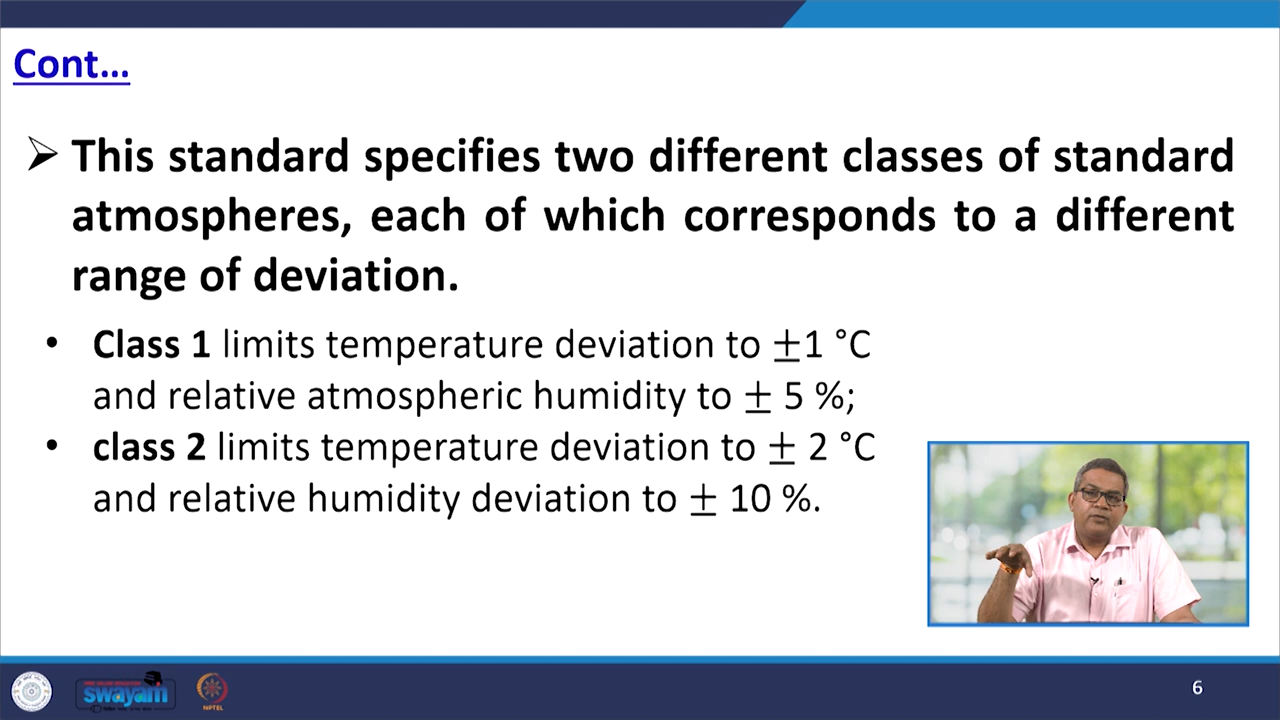 Cont...
➢ This standard specifies two different classes of standard
atmospheres, each of which corresponds to a different
range of deviation.
• Class 1 limits temperature deviation to ±1 °C
and relative atmospheric humidity to ± 5 %;
• class 2 limits temperature deviation to ± 2 °C
and relative humidity deviation to ± 10 %.
swayam
NPTEL
6